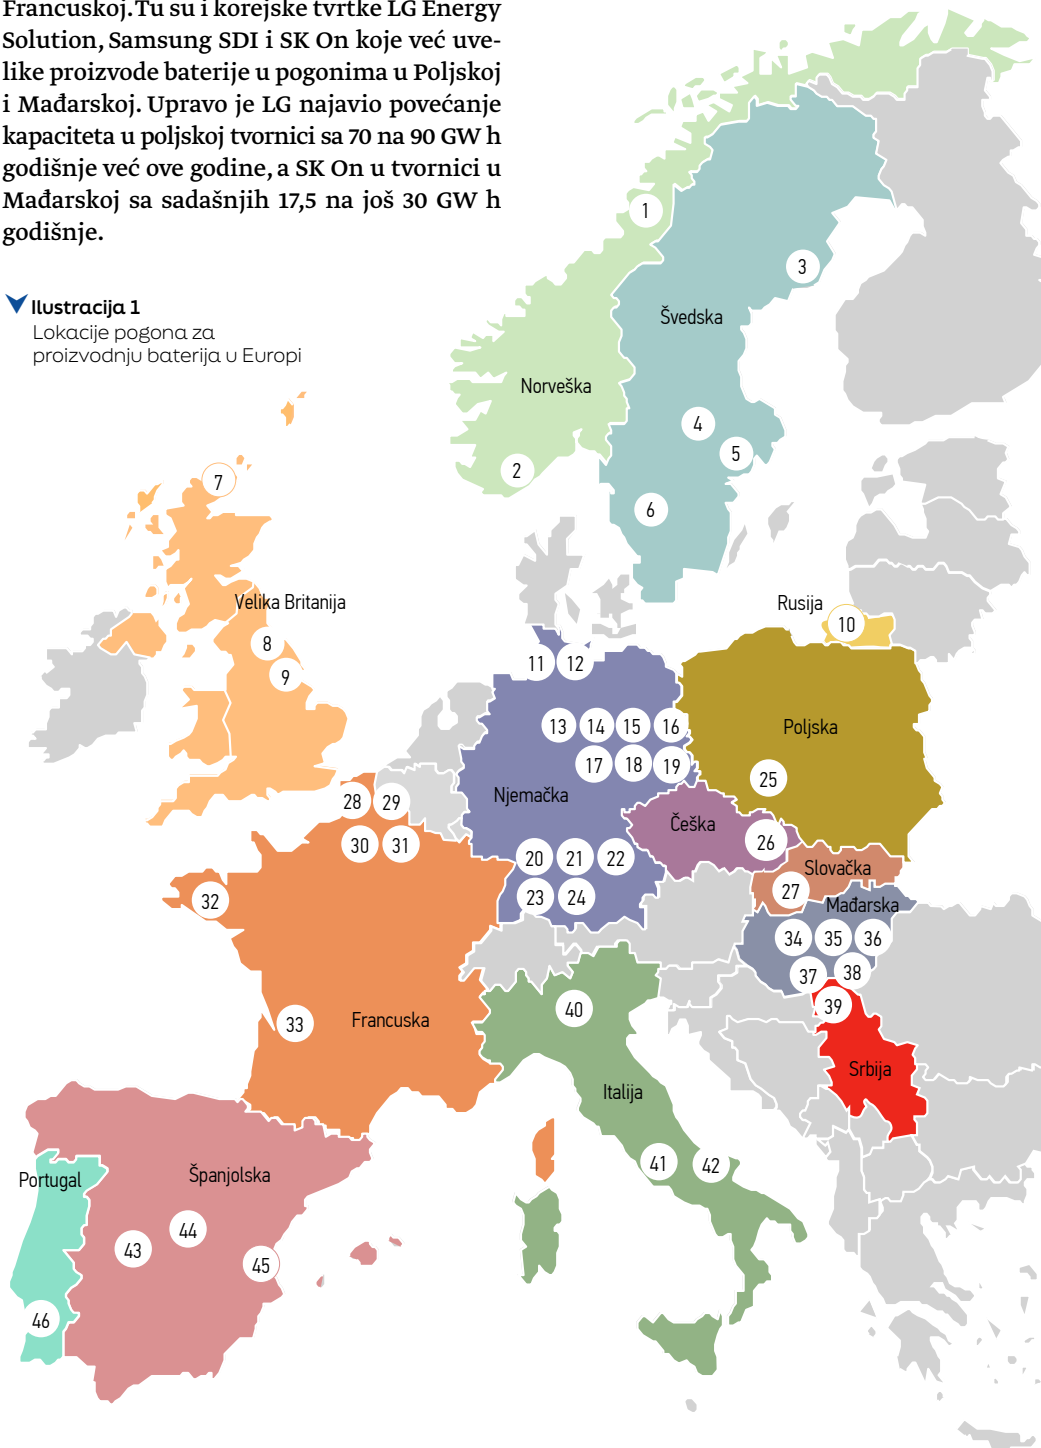 Francuskoj. Tu su i korejske tvrtke LG Energy
Solution, Samsung SDI i SK On koje već uve-
like proizvode baterije u pogonima u Poljskoj
i Mađarskoj. Upravo je LG najavio povećanje
kapaciteta u poljskoj tvornici sa 70 na 90 GW h
godišnje već ove godine, a SK On u tvornici u
Mađarskoj sa sadašnjih 17,5 na još 30 GW h
godišnje.
Ilustracija 1
Lokacije pogona za
proizvodnju baterija u Europi
1
3
Švedska
Norveška
4
5
2
7
6
Velika Britanija
Rusija
10
8
9
11 12
13 14 15 16
Poljska
17 18 19
25
Njemačka
28 29
Češka
26
30 31
20 21 22
Slovačka
27
23 24
32
Mađarska
34 35 36
37 38
39
40
33
Francuska
Srbija
Italija
41 42
Portugal
Španjolska
44
43
45
46